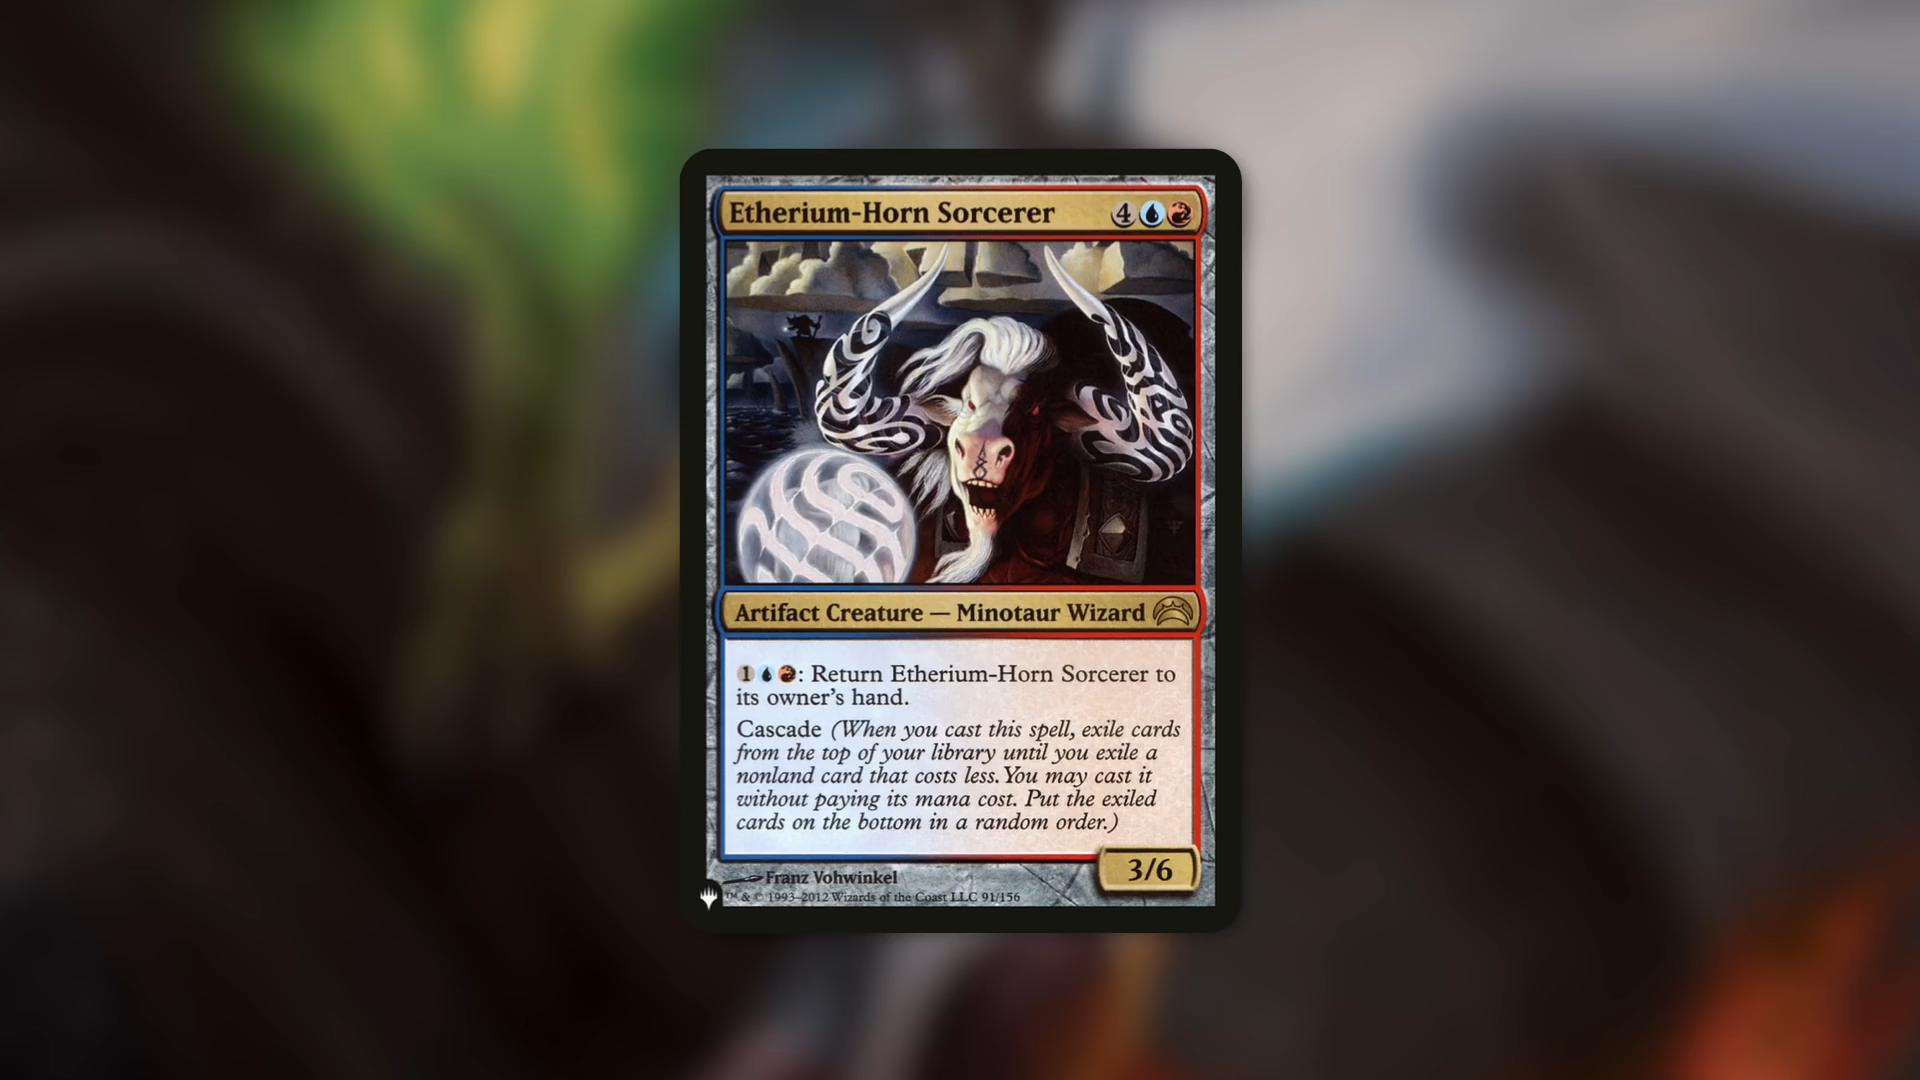 Etherium-Horn Sorcerer 4
Artifact Creature — Minotaur Wizard
1 : Return Etherium-Horn Sorcerer to
its owner's hand.
Cascade (When you cast this spell, exile cards
from the top of your library until you exile a
nonland card that costs less. You may cast it
without paying its mana cost. Put the exiled
cards on the bottom in a random order.)
3/6
Franz Vohwinkel
™ & © 1993–2012 Wizards of the Coast LLC 91/156